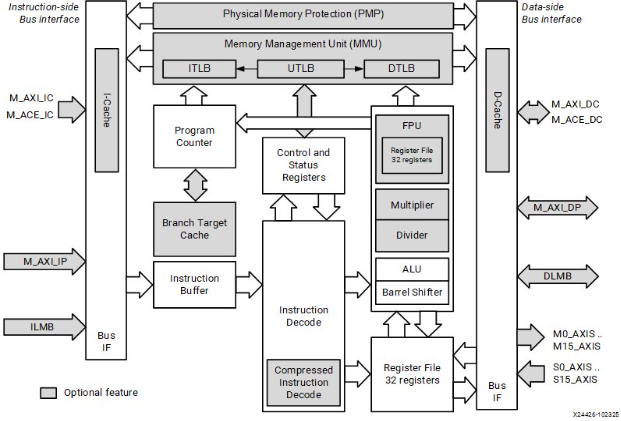 Instruction-side
Bus interface
Physical Memory Protection (PMP)
Data-side
Bus interface
Memory Management Unit (MMU)
ITLB
UTLB
DTLB
I-Cache
D-Cache
M_AXI_IC
M_ACE_IC
M_AXI_DC
M_ACE_DC
Program
Counter
FPU
Register File
32 registers
Control and
Status
Registers
Branch Target
Cache
Multiplier
Divider
M_AXI_DP
M_AXI_IP
Instruction
Buffer
ALU
Barrel Shifter
DLMB
Instruction
Decode
ILMB
Bus
IF
M0_AXIS ..
M15_AXIS
Compressed
Instruction
Decode
Register File
32 registers
S0_AXIS ..
S15_AXIS
Bus
IF
Optional feature
X24426-102325